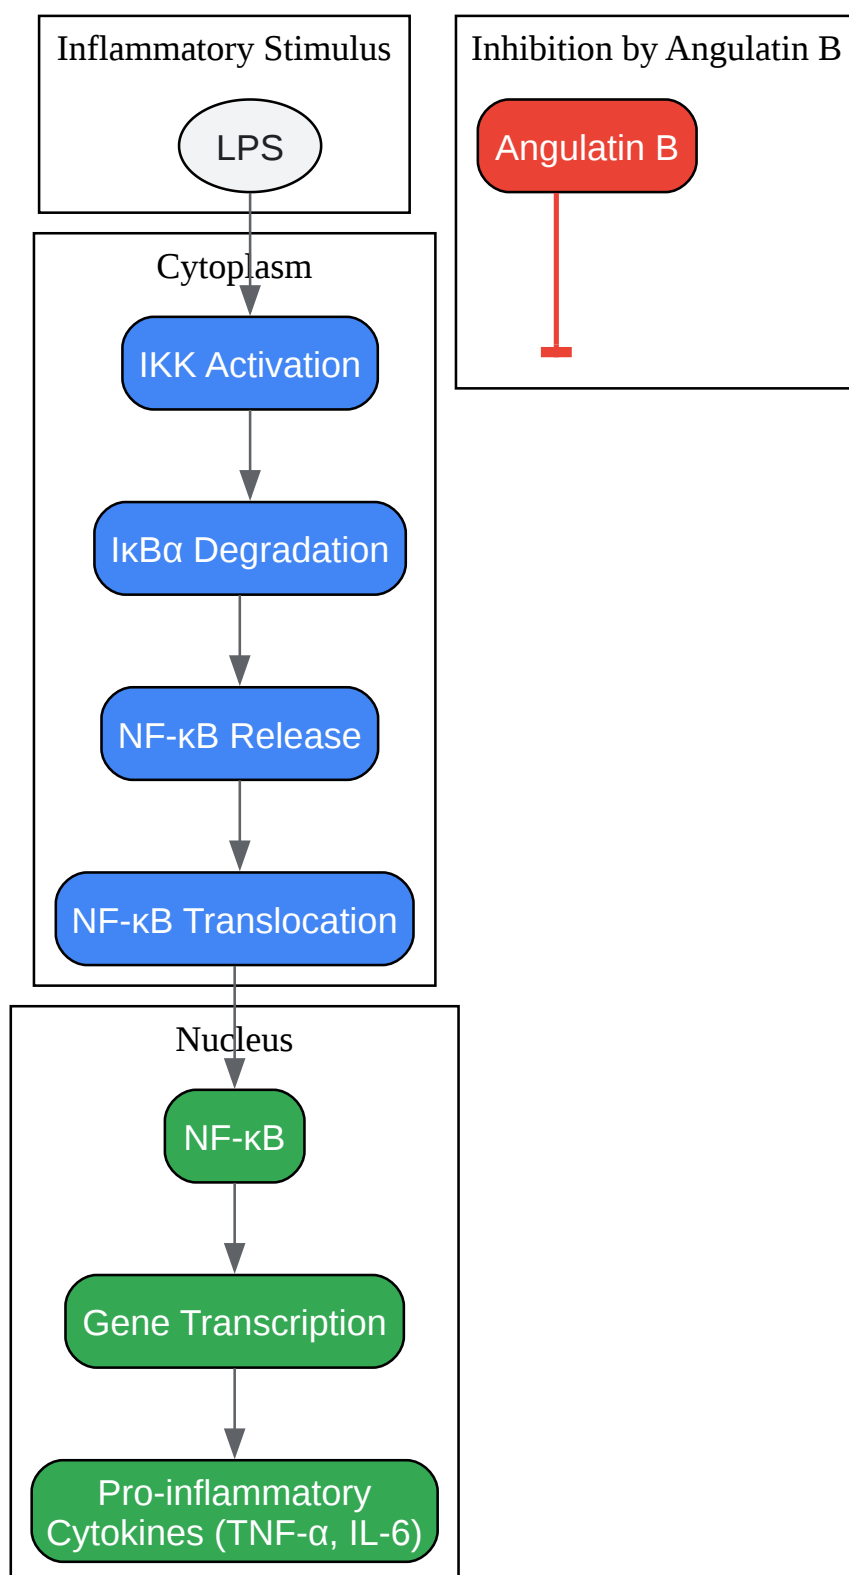 Inflammatory Stimulus
LPS
Inhibition by Angulatin B
Angulatin B
Cytoplasm
IKK Activation
IκBα Degradation
NF-κB Release
NF-κB Translocation
Nucleus
NF-κB
Gene Transcription
Pro-inflammatory
Cytokines (TNF-α, IL-6)